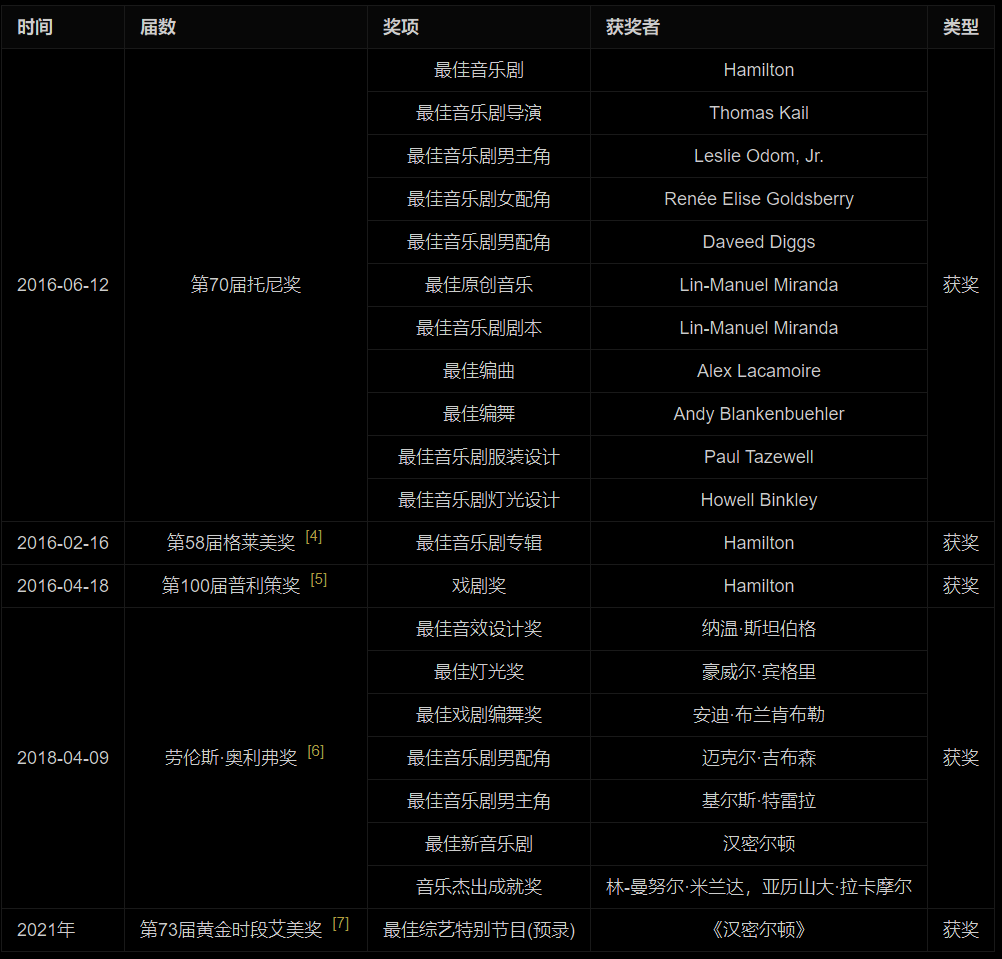 时间 届数 奖项 获奖者 类型
最佳音乐剧 Hamilton
最佳音乐剧导演 Thomas Kail
最佳音乐剧男主角 Leslie Odom, Jr.
最佳音乐剧女配角 Renée Elise Goldsberry
最佳音乐剧男配角 Daveed Diggs
2016-06-12 第70届托尼奖 最佳原创音乐 Lin-Manuel Miranda 获奖
最佳音乐剧剧本 Lin-Manuel Miranda
最佳编曲 Alex Lacamoire
最佳编舞 Andy Blankenbuehler
最佳音乐剧服装设计 Paul Tazewell
最佳音乐剧灯光设计 Howell Binkley
2016-02-16 第58届格莱美奖 [4] 最佳音乐剧专辑 Hamilton 获奖
2016-04-18 第100届普利策奖 [5] 戏剧奖 Hamilton 获奖
最佳音效设计奖 纳温·斯坦伯格
最佳灯光奖 豪威尔·宾格里
最佳戏剧编舞奖 安迪·布兰肯布勒
2018-04-09 劳伦斯·奥利弗奖 [6] 最佳音乐剧男配角 迈克尔·吉布森 获奖
最佳音乐剧男主角 基尔斯·特雷拉
最佳新音乐剧 汉密尔顿
音乐杰出成就奖 林-曼努尔·米兰达，亚历山大·拉卡摩尔
2021年 第73届黄金时段艾美奖 [7] 最佳综艺特别节目(预录) 《汉密尔顿》 获奖